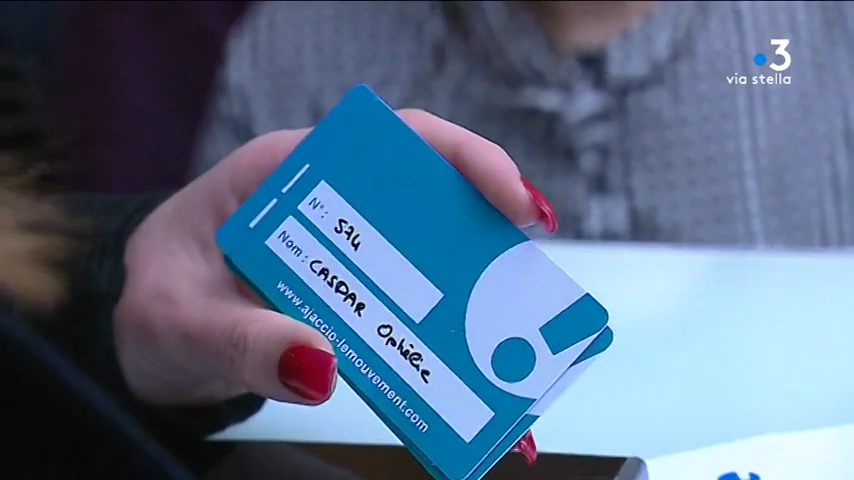 3
via stella
N°: 574
Nom: CASPAR Ophélie
www.ajaccio-lemouvement.com